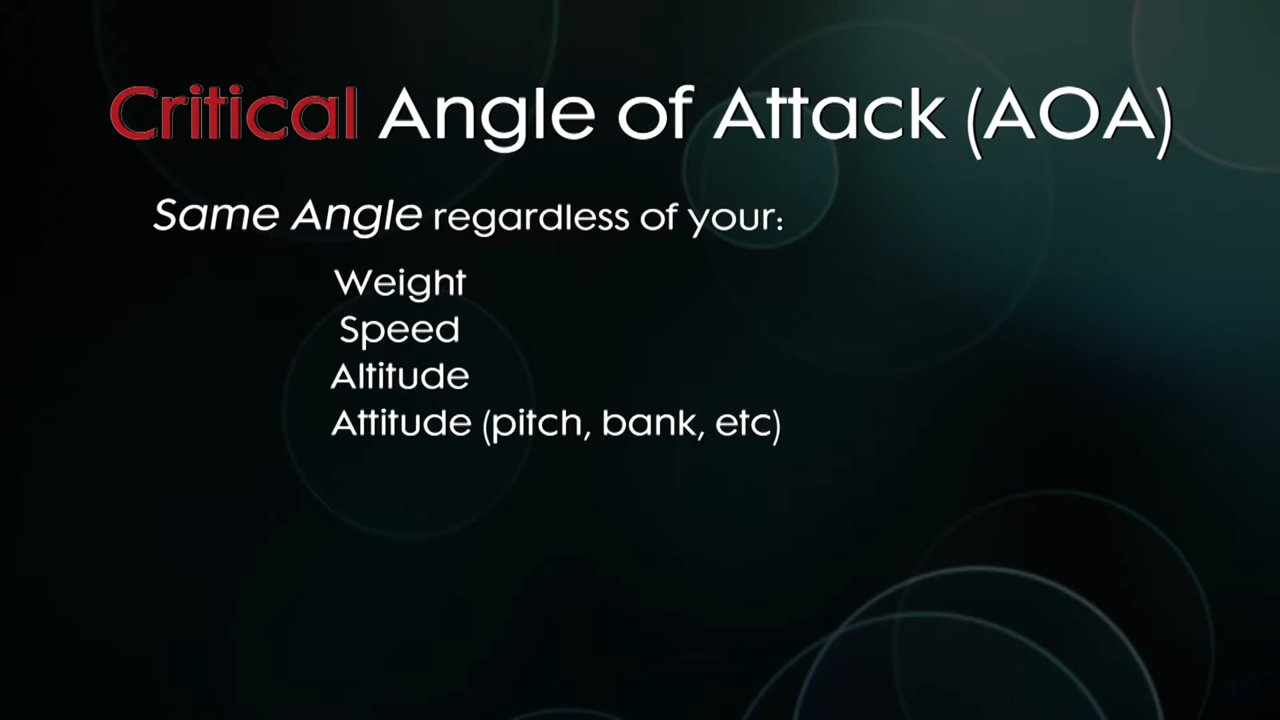 Critical Angle of Attack (AOA)
Same Angle regardless of your:
Weight
Speed
Altitude
Attitude (pitch, bank, etc)